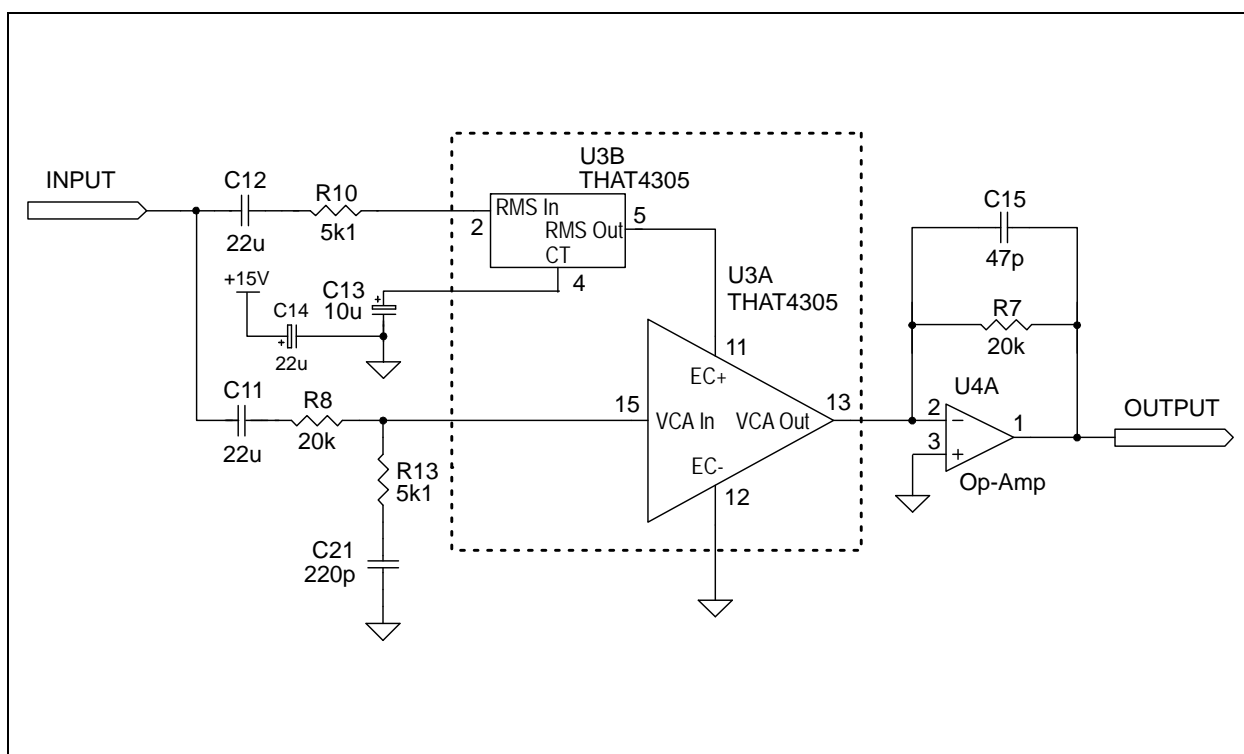 U3B
THAT4305
INPUT
C12
22u
R10
5k1
2
RMS In
RMS Out
CT
5
4
+15V
C14
22u
C13
10u
U3A
THAT4305
C15
47p
R7
20k
11
EC+
C11
22u
R8
20k
15
VCA In
VCA Out
13
EC-
12
U4A
2
3
1
Op-Amp
OUTPUT
R13
5k1
C21
220p